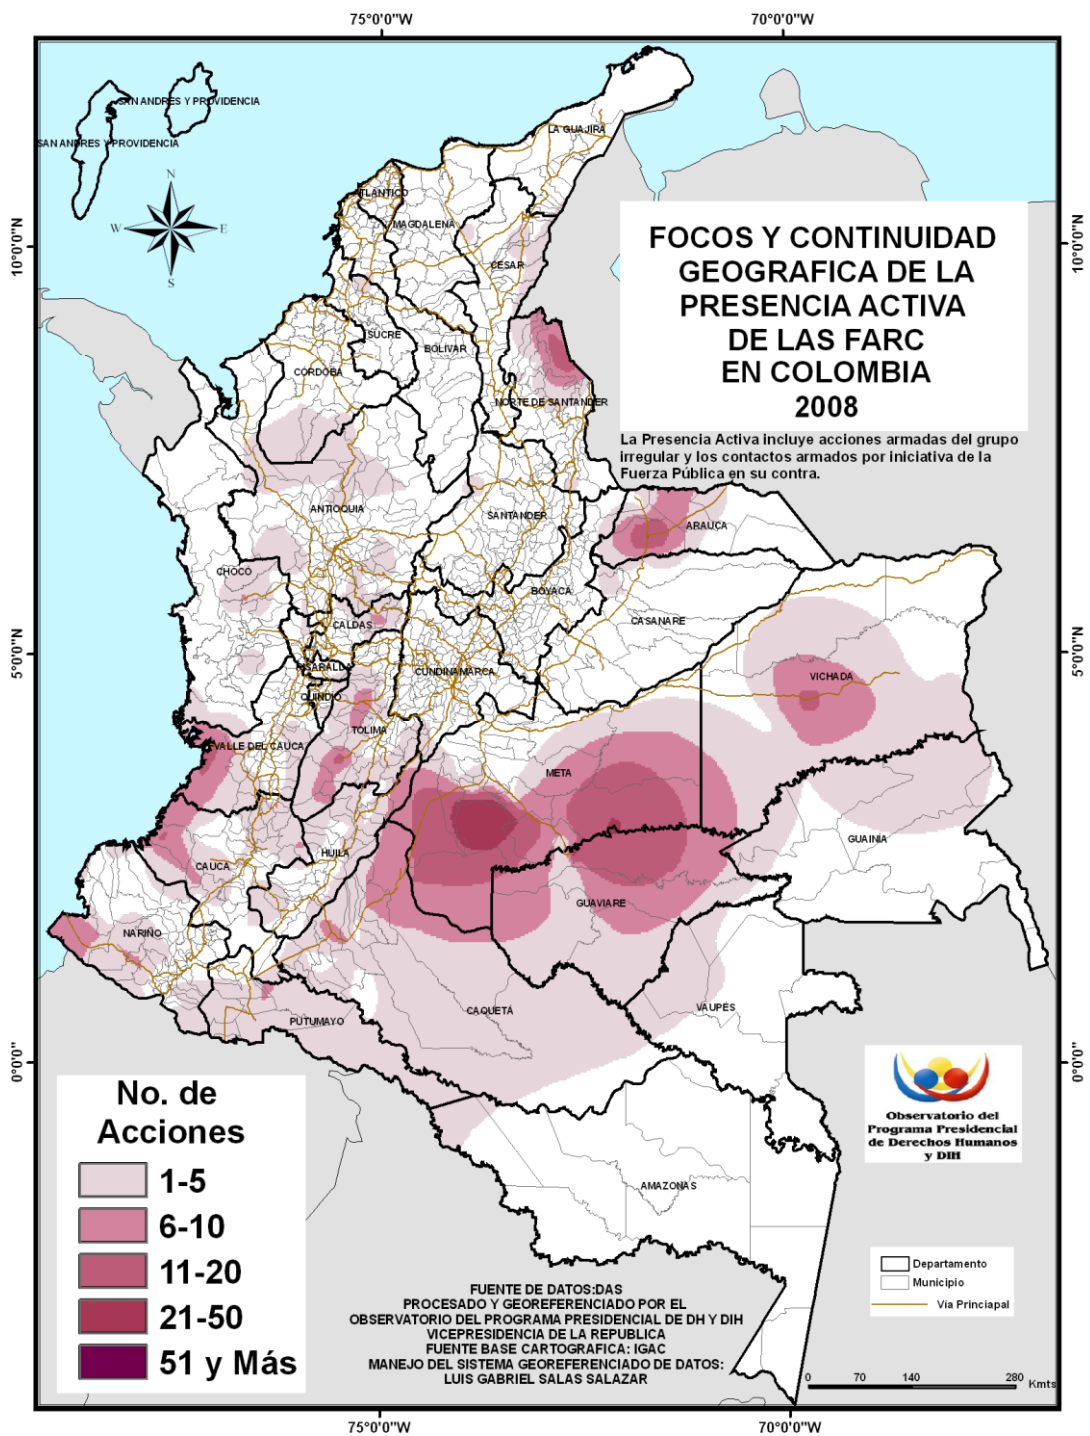 75°0'0"W
70°0'0"W
SAN ANDRES Y PROVIDENCIA
SAN ANDRES Y PROVIDENCIA
N
W
E
S
10°0'0"N
10°0'0"N
FOCOS Y CONTINUIDAD
GEOGRAFICA DE LA
PRESENCIA ACTIVA
DE LAS FARC
EN COLOMBIA
2008
La Presencia Activa incluye acciones armadas del grupo
irregular y los contactos armados por iniciativa de la
Fuerza Pública en su contra.
LA GUAJIRA
ATLANTICO
MAGDALENA
CESAR
SUCRE
BOLIVAR
CORDOBA
NORTE DE SANTANDER
ANTIOQUIA
SANTANDER
ARAUCA
CHOCO
BOYACA
CASANARE
CALDAS
RISARALDA
CUNDINAMARCA
QUINDIO
VICHADA
5°0'0"N
5°0'0"N
TOLIMA
VALLE DEL CAUCA
META
GUAINIA
CAUCA
HUILA
GUAVIARE
NARIÑO
CAQUETÁ
VAUPÉS
PUTUMAYO
0°0'0"
0°0'0"
AMAZONAS
Observatorio del
Programa Presidencial
de Derechos Humanos
y DIH
No. de
Acciones
1-5
6-10
11-20
21-50
51 y Más
FUENTE DE DATOS:DAS
PROCESADO Y GEOREFERENCIADO POR EL
OBSERVATORIO DEL PROGRAMA PRESIDENCIAL DE DH Y DIH
VICEPRESIDENCIA DE LA REPUBLICA
FUENTE BASE CARTOGRAFICA: IGAC
MANEJO DEL SISTEMA GEOREFERENCIADO DE DATOS:
LUIS GABRIEL SALAS SALAZAR
Departamento
Municipio
Vía Princiapal
0 70 140 280
Kmts
75°0'0"W
70°0'0"W